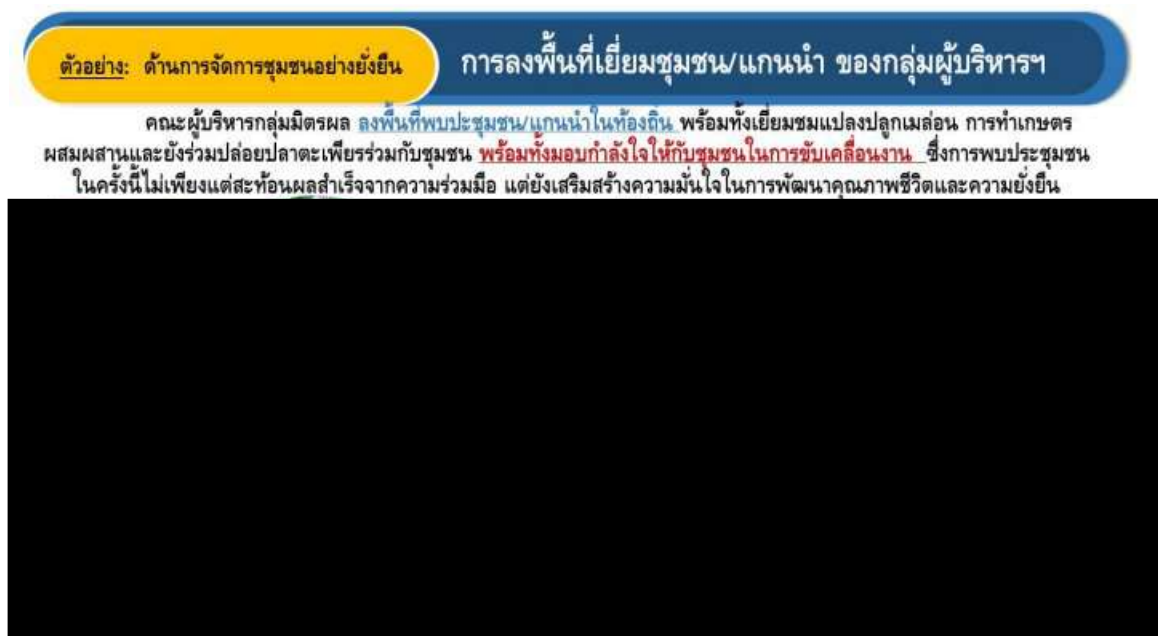 ตัวอย่าง: ด้านการจัดการชุมชนอย่างยั่งยืน
การลงพื้นที่เยี่ยมชุมชน/แกนนำ ของกลุ่มผู้บริหารฯ
คณะผู้บริหารกลุ่มมิตรผล ลงพื้นที่พบปะชุมชน/แกนนำในท้องถิ่น พร้อมทั้งเยี่ยมชมแปลงปลูกเมล่อน การทำเกษตร
ผสมผสานและยังร่วมปล่อยปลาตะเพียรร่วมกับชุมชน พร้อมทั้งมอบกำลังใจให้กับชุมชนในการขับเคลื่อนงาน ซึ่งการพบประชุมชน
ในครั้งนี้ไม่เพียงแต่สะท้อนผลสำเร็จจากความร่วมมือ แต่ยังเสริมสร้างความมั่นใจในการพัฒนาคุณภาพชีวิตและความยั่งยืน